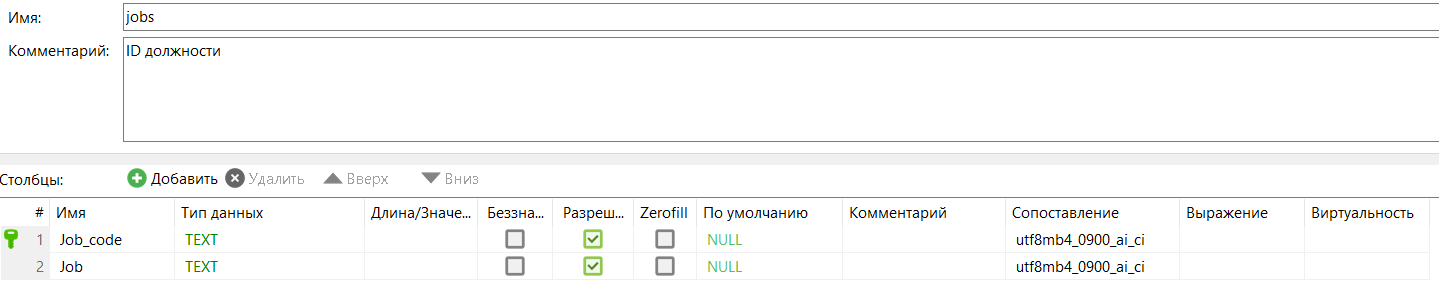 Имя: jobs
Комментарий: ID должности
Столбцы: Добавить Удалить Вверх Вниз
# Имя Тип данных Длина/Значе... Беззна... Разреш... Zerofill По умолчанию Комментарий Сопоставление Выражение Виртуальность
1 Job_code TEXT NULL utf8mb4_0900_ai_ci
2 Job TEXT NULL utf8mb4_0900_ai_ci